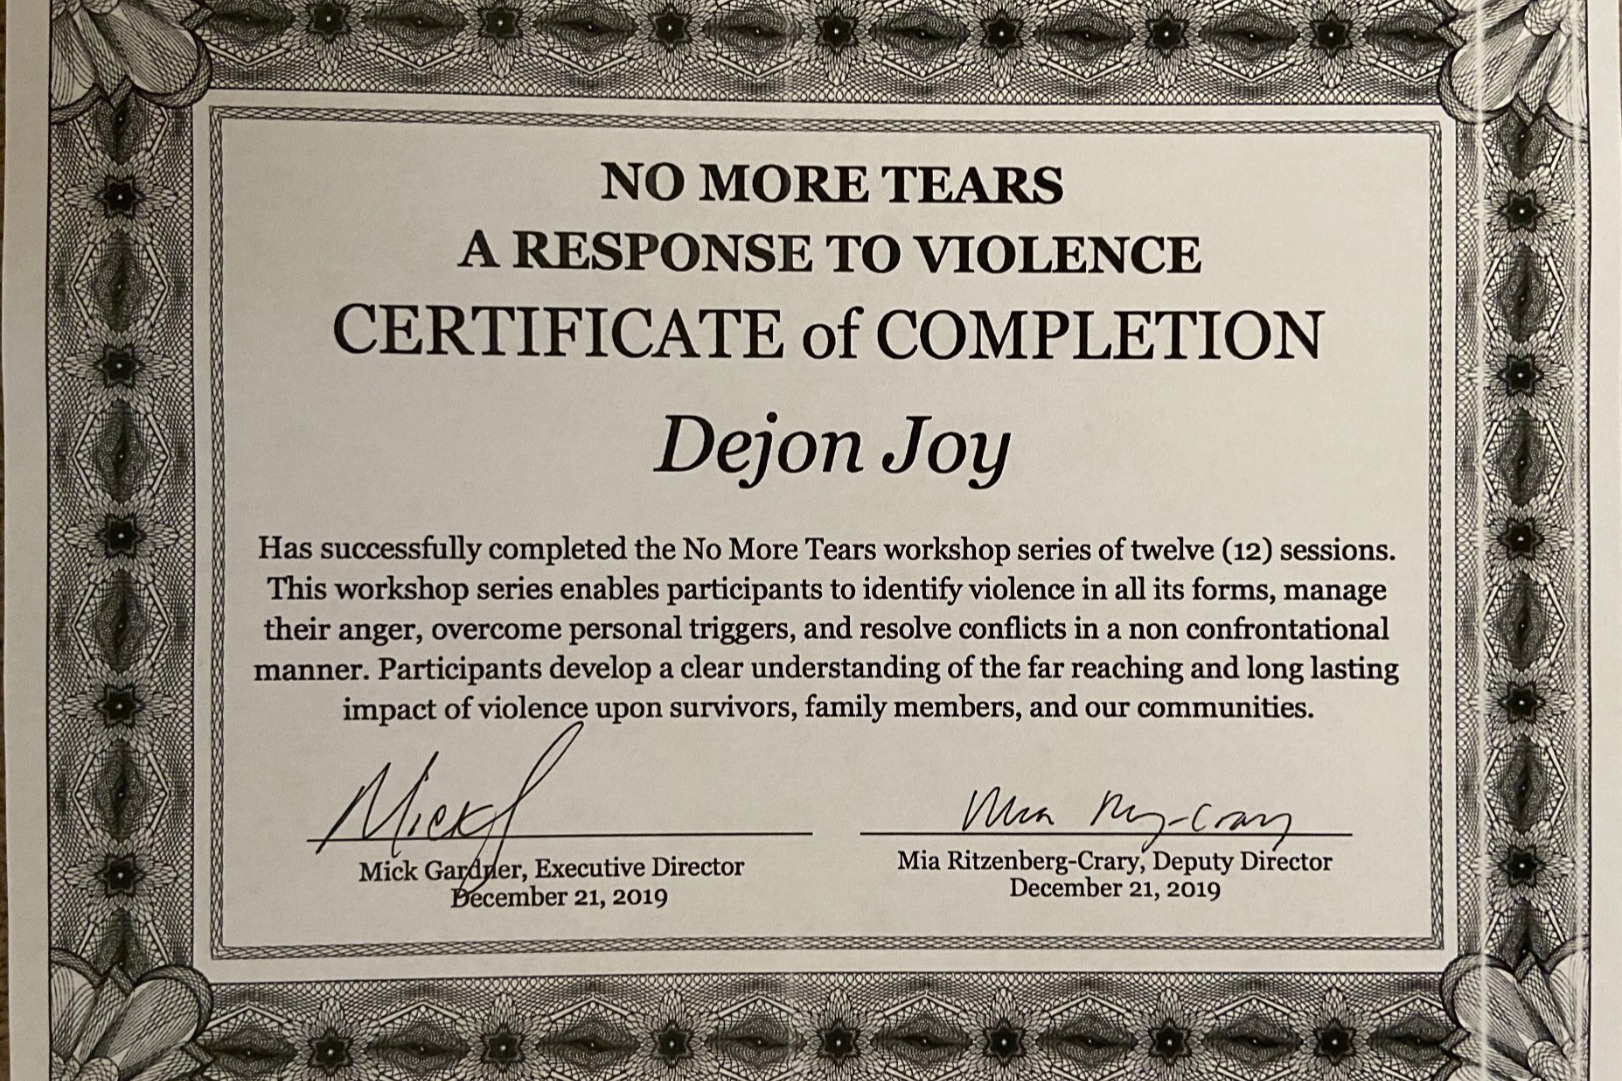 NO MORE TEARS
A RESPONSE TO VIOLENCE
CERTIFICATE of COMPLETION
Dejon Joy
Has successfully completed the No More Tears workshop series of twelve (12) sessions.
This workshop series enables participants to identify violence in all its forms, manage
their anger, overcome personal triggers, and resolve conflicts in a non confrontational
manner. Participants develop a clear understanding of the far reaching and long lasting
impact of violence upon survivors, family members, and our communities.
Mick Gardner, Executive Director
December 21, 2019
Mia Ritzenberg-Crary, Deputy Director
December 21, 2019